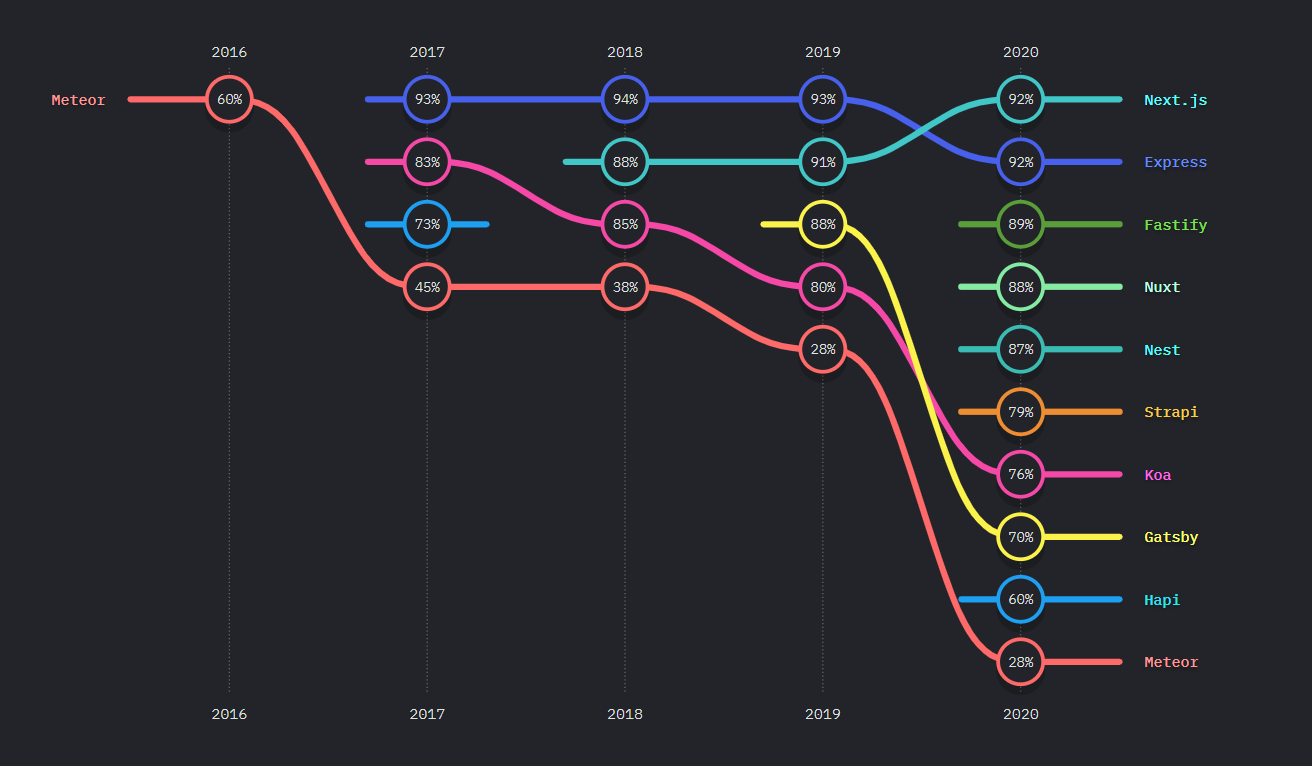 2016 2017 2018 2019 2020
Meteor 60% 93% 94% 93% 92% Next.js
83% 88% 91% 92% Express
73% 88% 89% Fastify
45% 38% 85% 80% 88% Nuxt
28% 87% Nest
79% Strapi
76% Koa
70% Gatsby
60% Hapi
28% Meteor
2016 2017 2018 2019 2020